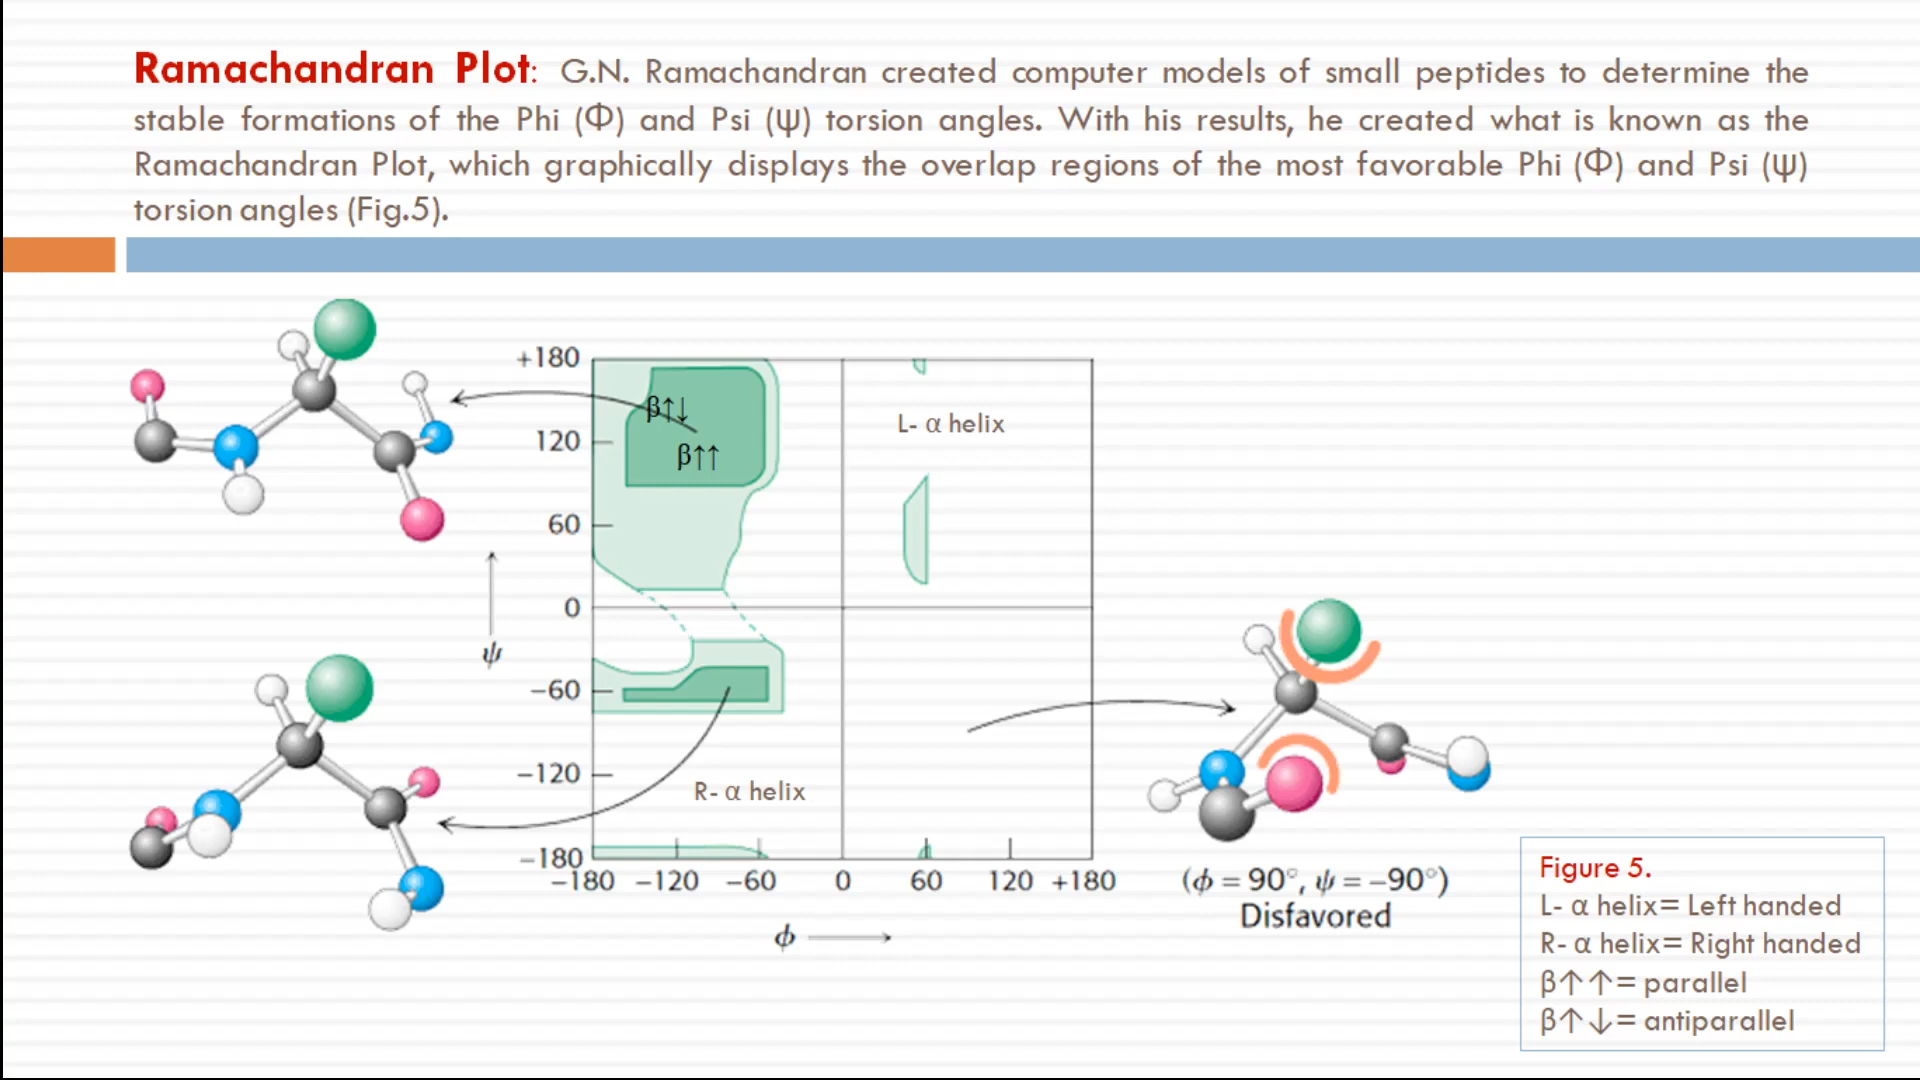 Ramachandran Plot: G.N. Ramachandran created computer models of small peptides to determine the
stable formations of the Phi (Φ) and Psi (ψ) torsion angles. With his results, he created what is known as the
Ramachandran Plot, which graphically displays the overlap regions of the most favorable Phi (Φ) and Psi (ψ)
torsion angles (Fig.5).
+180
β↑↓
L- α helix
120
β↑↑
60
0
ψ
−60
−120
R- α helix
−180
−180 −120 −60 0 60 120 +180
ϕ
(ϕ = 90°, ψ = −90°)
Disfavored
Figure 5.
L- α helix= Left handed
R- α helix= Right handed
β↑↑= parallel
β↑↓= antiparallel